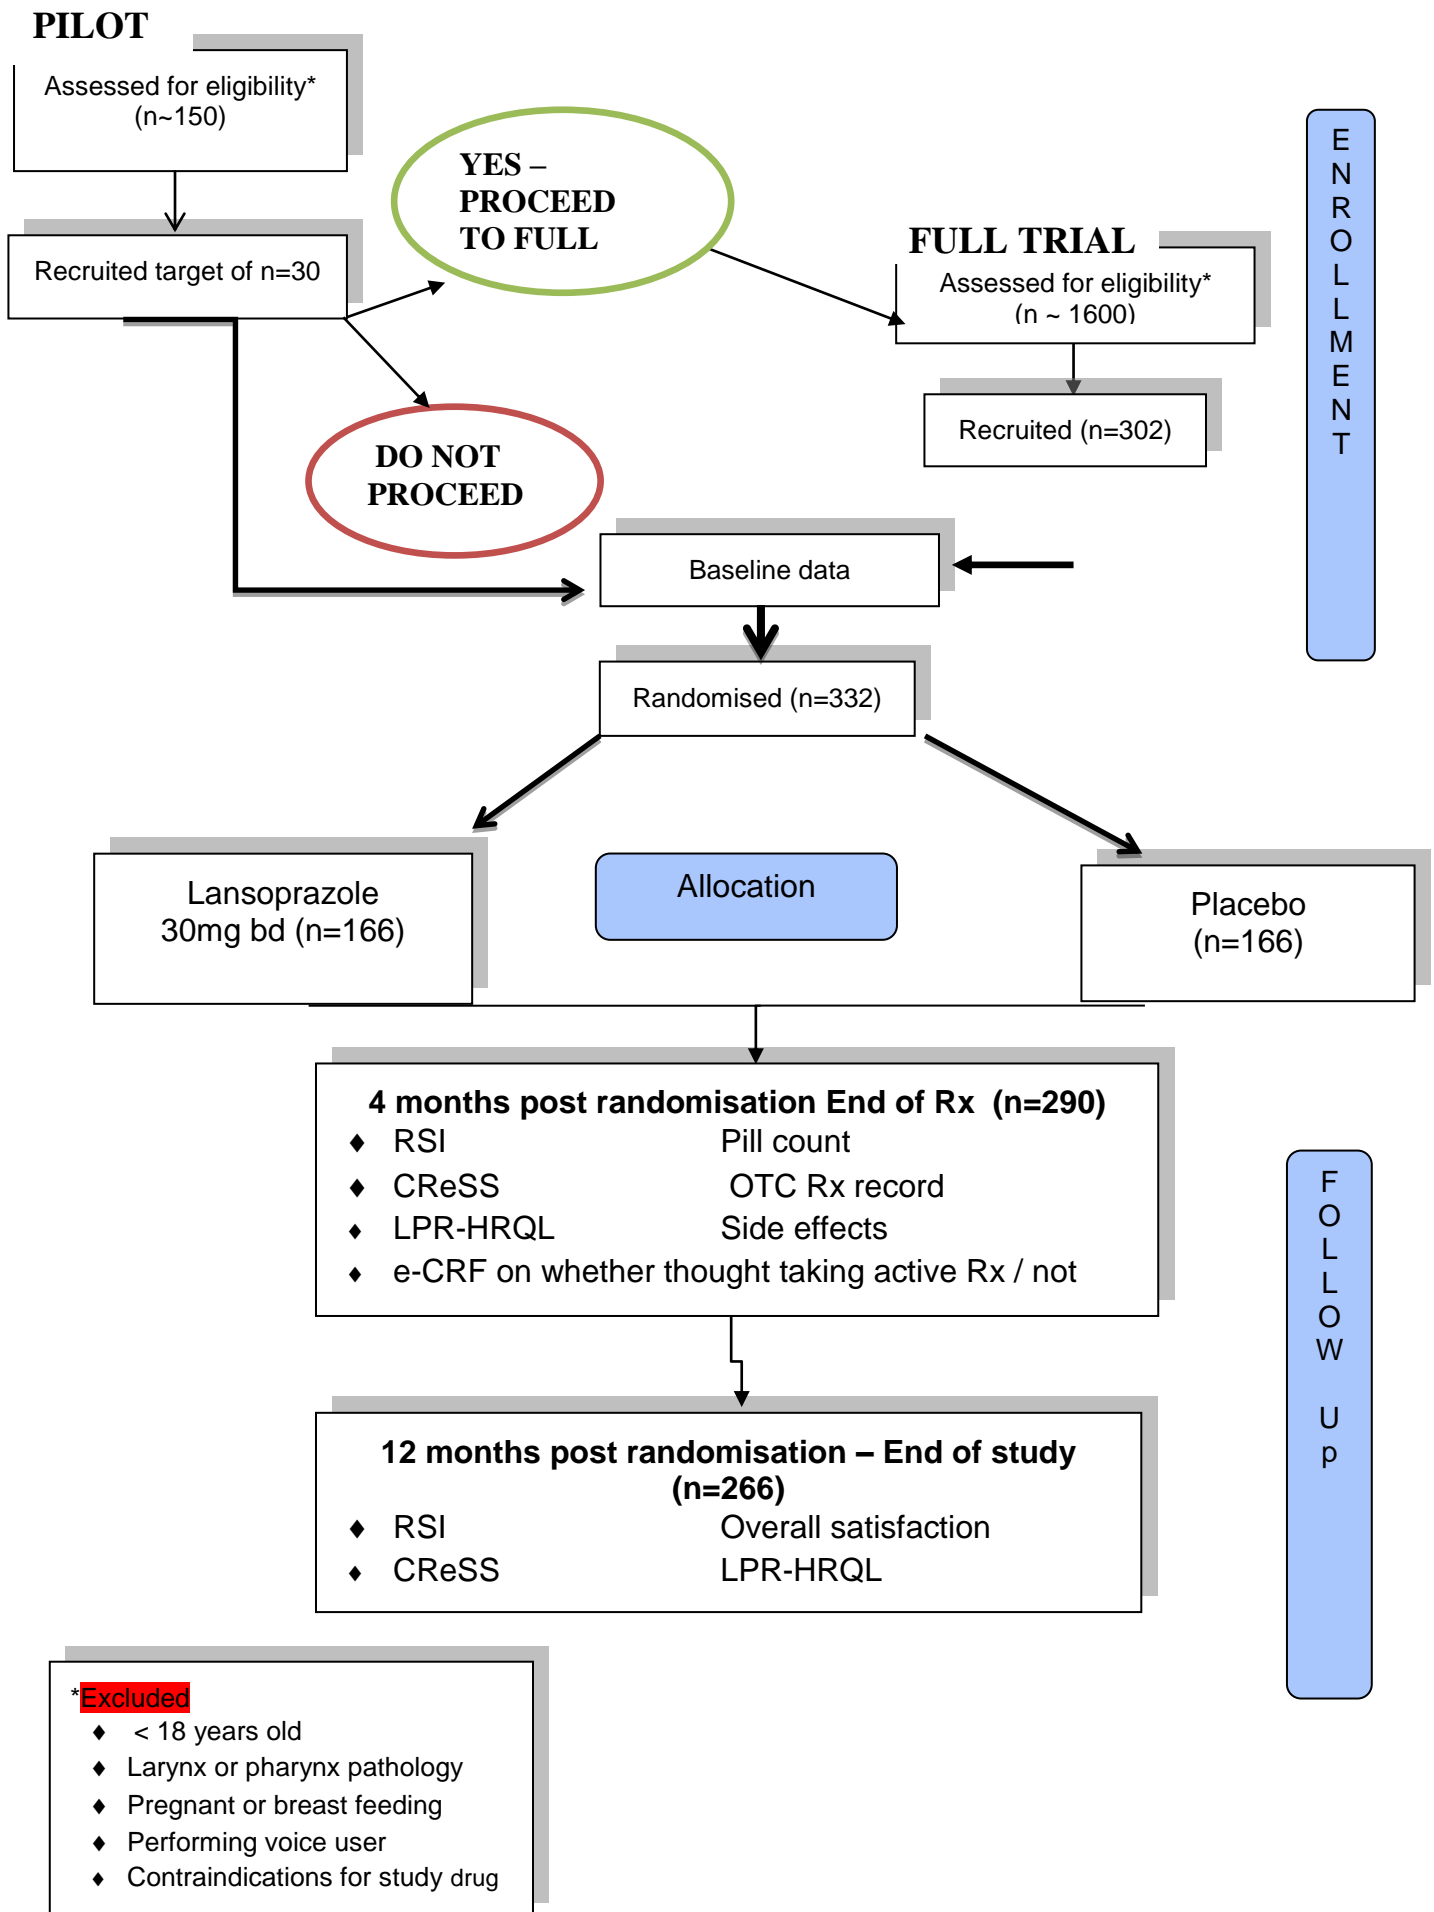 PILOT
Assessed for eligibility*
(n~150)
Recruited target of n=30
YES –
PROCEED
TO FULL
DO NOT
PROCEED
FULL TRIAL
Assessed for eligibility*
(n ~ 1600)
Recruited (n=302)
E
N
R
O
L
L
M
E
N
T
Baseline data
Randomised (n=332)
Lansoprazole
30mg bd (n=166)
Allocation
Placebo
(n=166)
4 months post randomisation End of Rx (n=290)
♦ RSI Pill count
♦ CReSS OTC Rx record
♦ LPR-HRQL Side effects
♦ e-CRF on whether thought taking active Rx / not
12 months post randomisation – End of study
(n=266)
♦ RSI Overall satisfaction
♦ CReSS LPR-HRQL
F
O
L
L
O
W
U
p
*Excluded
♦ < 18 years old
♦ Larynx or pharynx pathology
♦ Pregnant or breast feeding
♦ Performing voice user
♦ Contraindications for study drug